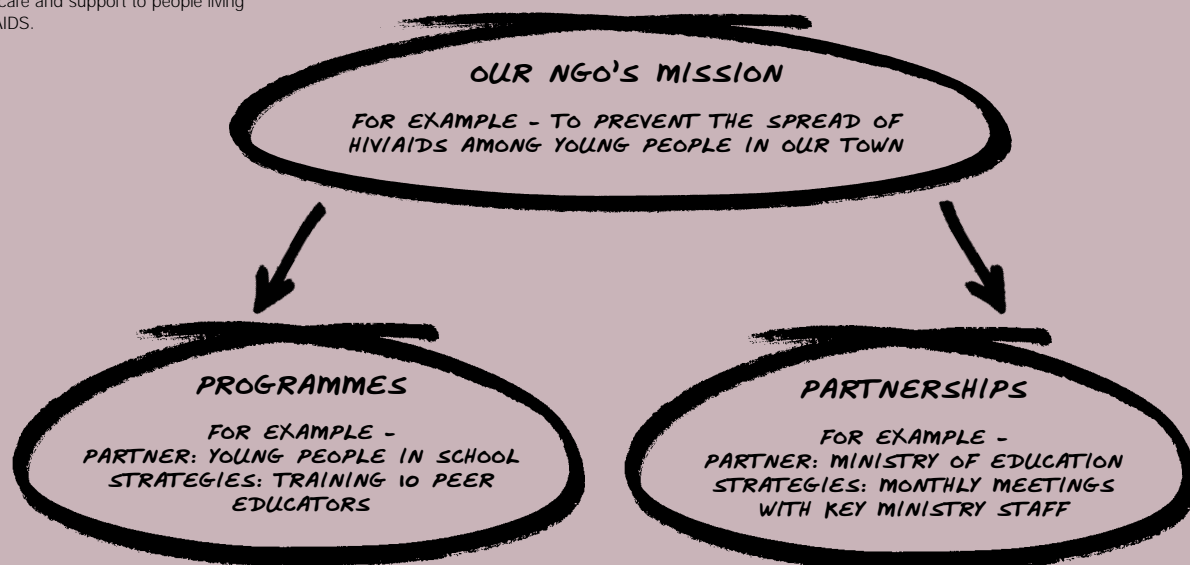 care and support to people living
AIDS.
OUR NGO'S MISSION
FOR EXAMPLE - TO PREVENT THE SPREAD OF
HIV/AIDS AMONG YOUNG PEOPLE IN OUR TOWN
PROGRAMMES
FOR EXAMPLE -
PARTNER: YOUNG PEOPLE IN SCHOOL
STRATEGIES: TRAINING 10 PEER
EDUCATORS
PARTNERSHIPS
FOR EXAMPLE -
PARTNER: MINISTRY OF EDUCATION
STRATEGIES: MONTHLY MEETINGS
WITH KEY MINISTRY STAFF